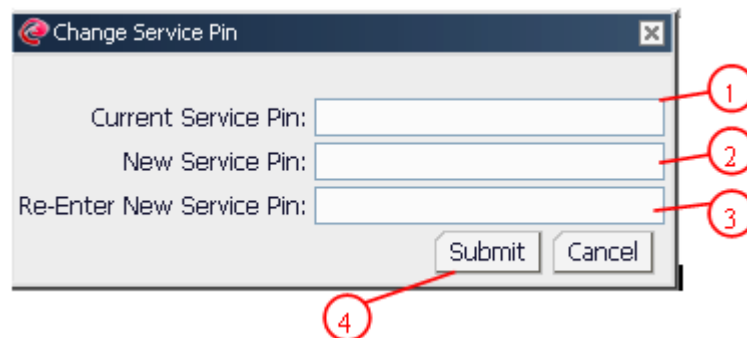 Change Service Pin
1
Current Service Pin:
2
New Service Pin:
Re-Enter New Service Pin:
3
Submit Cancel
4